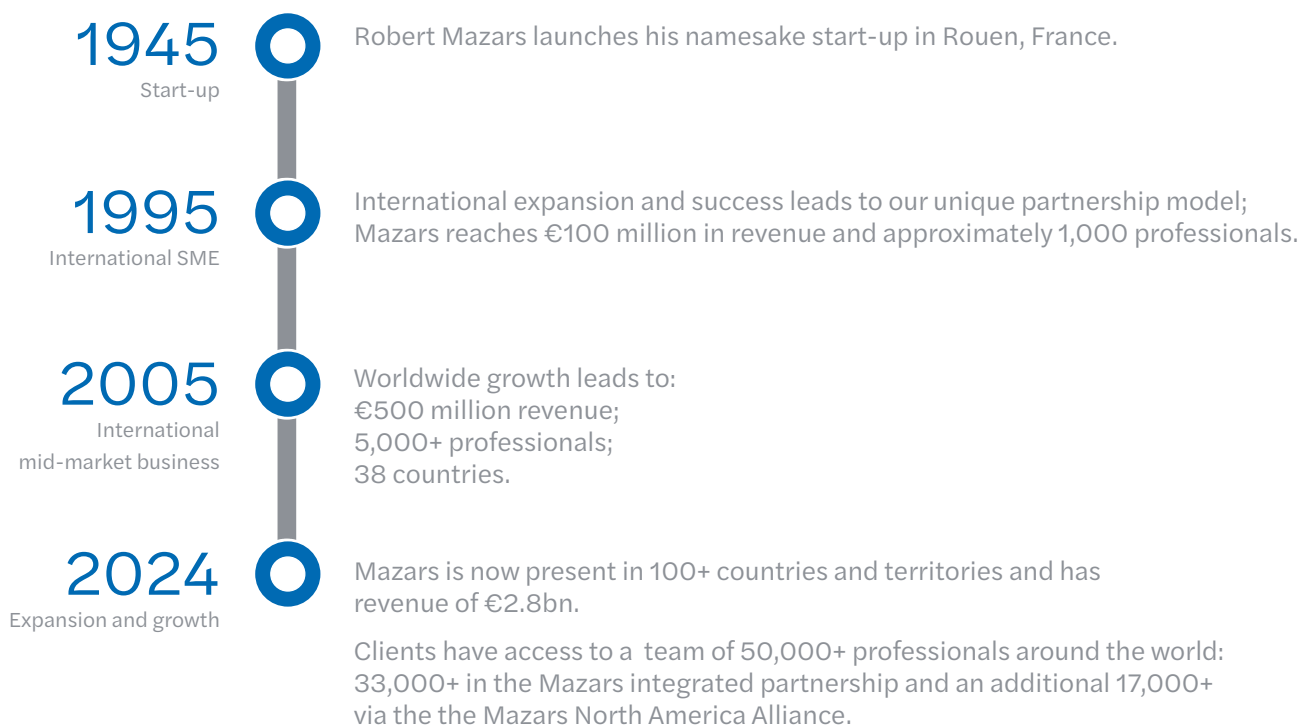 1945
Start-up
Robert Mazars launches his namesake start-up in Rouen, France.
1995
International SME
International expansion and success leads to our unique partnership model;
Mazars reaches €100 million in revenue and approximately 1,000 professionals.
2005
International
mid-market business
Worldwide growth leads to:
€500 million revenue;
5,000+ professionals;
38 countries.
2024
Expansion and growth
Mazars is now present in 100+ countries and territories and has
revenue of €2.8bn.
Clients have access to a team of 50,000+ professionals around the world:
33,000+ in the Mazars integrated partnership and an additional 17,000+
via the the Mazars North America Alliance.